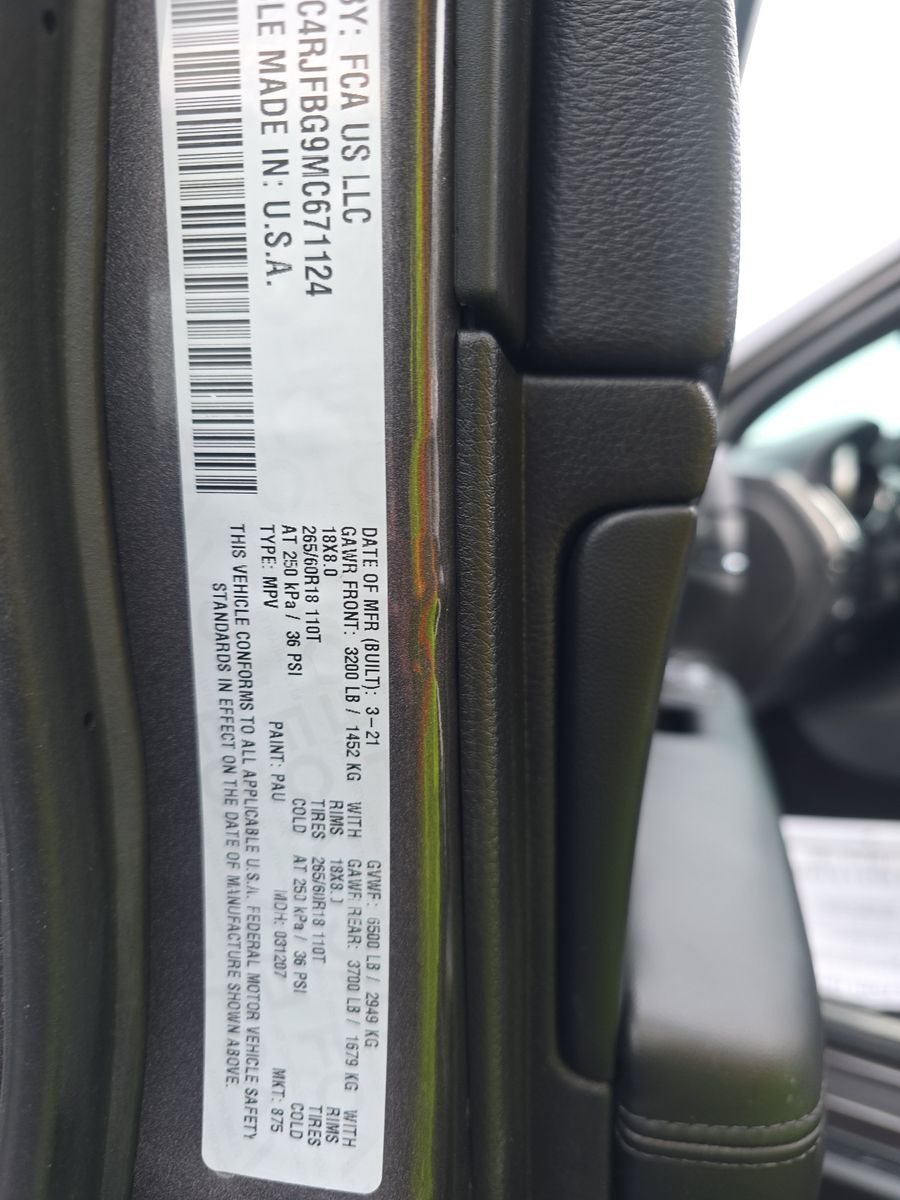 BY: FCA US LLC
C4RJFBG9MC671124
LE MADE IN: U.S.A.
DATE OF MFR (BUILT): 3-21 GVWR: 6500 LB / 2949 KG
GAWR FRONT: 3200 LB / 1452 KG WITH GAWR REAR: 3700 LB / 1679 KG WITH
18X8.0 RIMS 18X8.0 RIMS
265/60R18 110T TIRES 265/60R18 110T TIRES
AT 250 kPa / 36 PSI COLD AT 250 kPa / 36 PSI COLD
TYPE: MPV PAINT: PAU MDH: 031207 MKT: 875
THIS VEHICLE CONFORMS TO ALL APPLICABLE U.S.A. FEDERAL MOTOR VEHICLE SAFETY
STANDARDS IN EFFECT ON THE DATE OF MANUFACTURE SHOWN ABOVE.